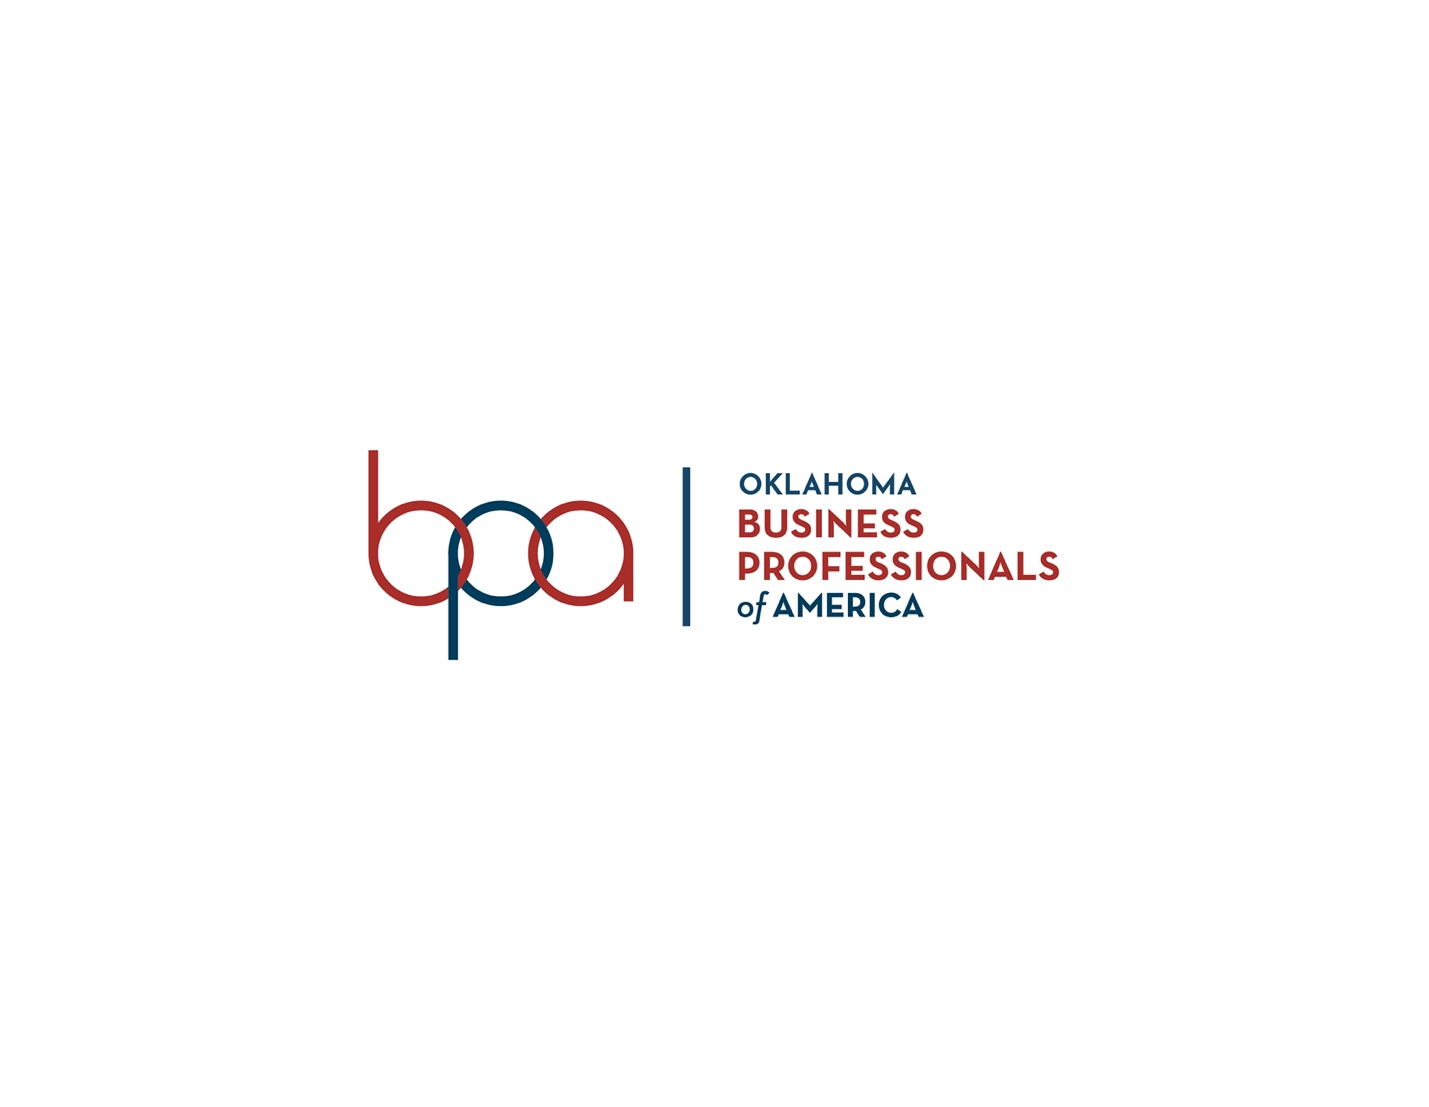 bpa
OKLAHOMA
BUSINESS
PROFESSIONALS
of AMERICA